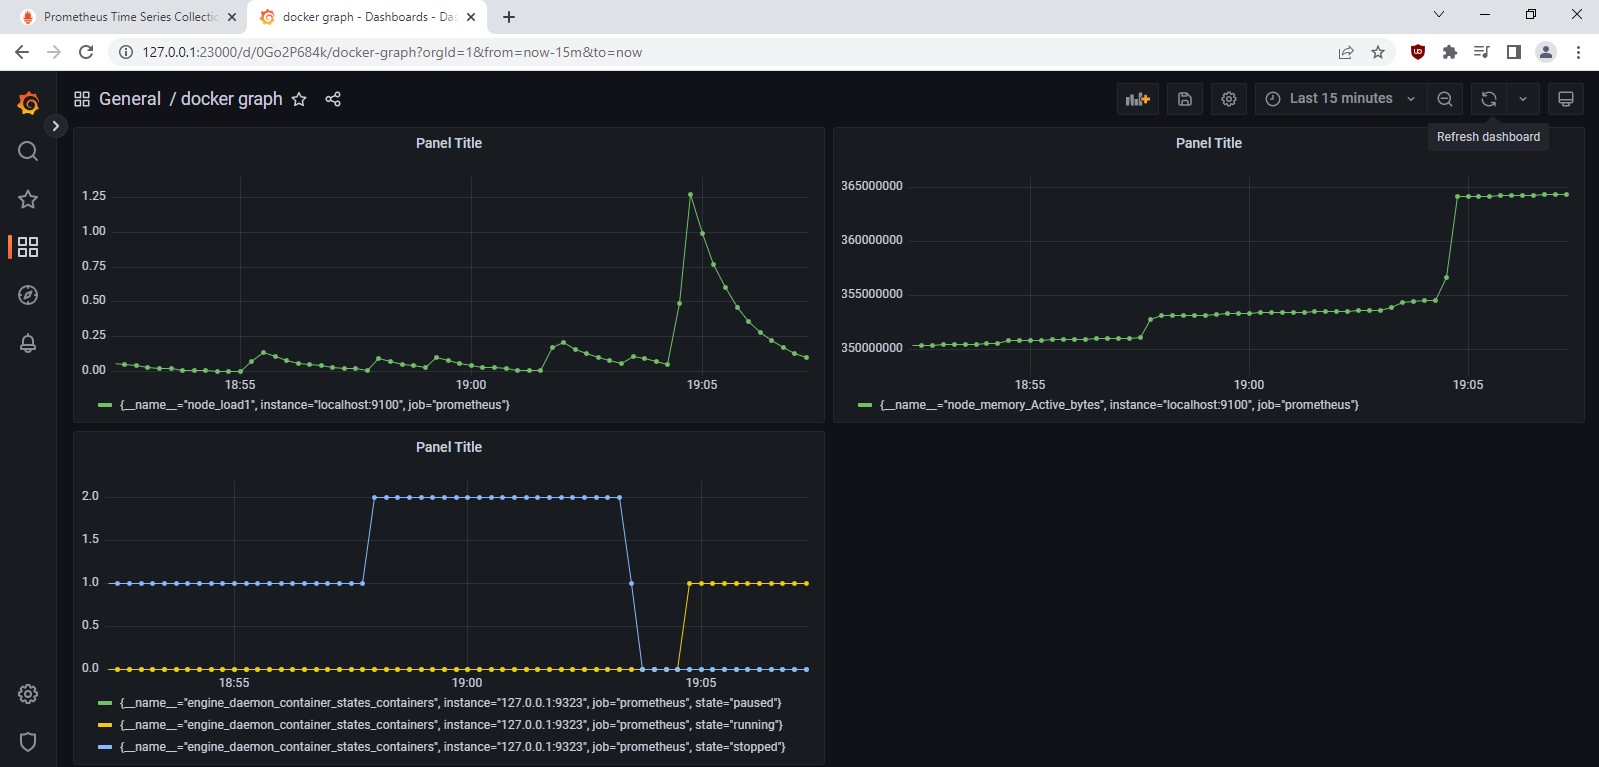 Prometheus Time Series Collectio
docker graph - Dashboards - Das
127.0.0.1:23000/d/0Go2P684k/docker-graph?orgId=1&from=now-15m&to=now
General / docker graph
Last 15 minutes
Refresh dashboard
Panel Title
1.25
1.00
0.75
0.50
0.25
0.00
18:55 19:00 19:05
{__name__="node_load1", instance="localhost:9100", job="prometheus"}
Panel Title
365000000
360000000
355000000
350000000
18:55 19:00 19:05
{__name__="node_memory_Active_bytes", instance="localhost:9100", job="prometheus"}
Panel Title
2.0
1.5
1.0
0.5
0.0
18:55 19:00 19:05
{__name__="engine_daemon_container_states_containers", instance="127.0.0.1:9323", job="prometheus", state="paused"}
{__name__="engine_daemon_container_states_containers", instance="127.0.0.1:9323", job="prometheus", state="running"}
{__name__="engine_daemon_container_states_containers", instance="127.0.0.1:9323", job="prometheus", state="stopped"}